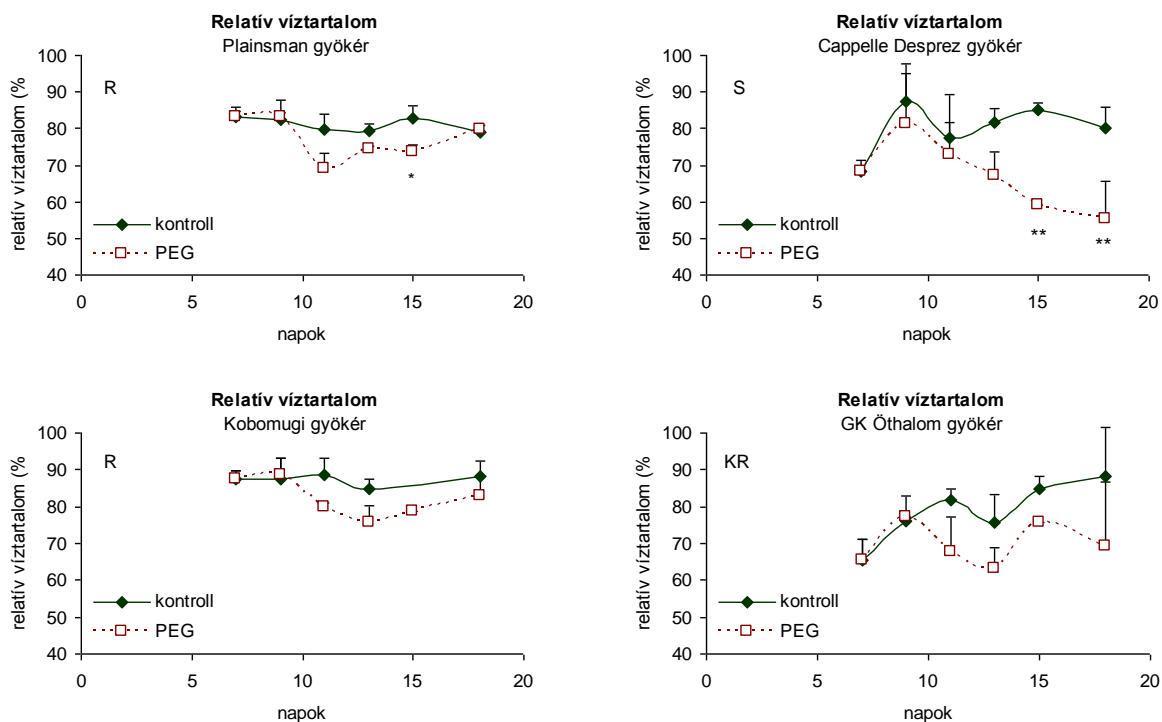 Relatív víztartalom
Plainsman gyökér
relatív víztartalom (%
100
90
80
70
60
50
40
R
*
kontroll
PEG
0
5
10
15
20
napok
Relatív víztartalom
Cappelle Desprez gyökér
relatív víztartalom (%
100
90
80
70
60
50
40
S
**
**
kontroll
PEG
0
5
10
15
20
napok
Relatív víztartalom
Kobomugi gyökér
relatív víztartalom (%
100
90
80
70
60
50
40
R
kontroll
PEG
0
5
10
15
20
napok
Relatív víztartalom
GK Öthalom gyökér
relatív víztartalom (%
100
90
80
70
60
50
40
KR
kontroll
PEG
0
5
10
15
20
napok